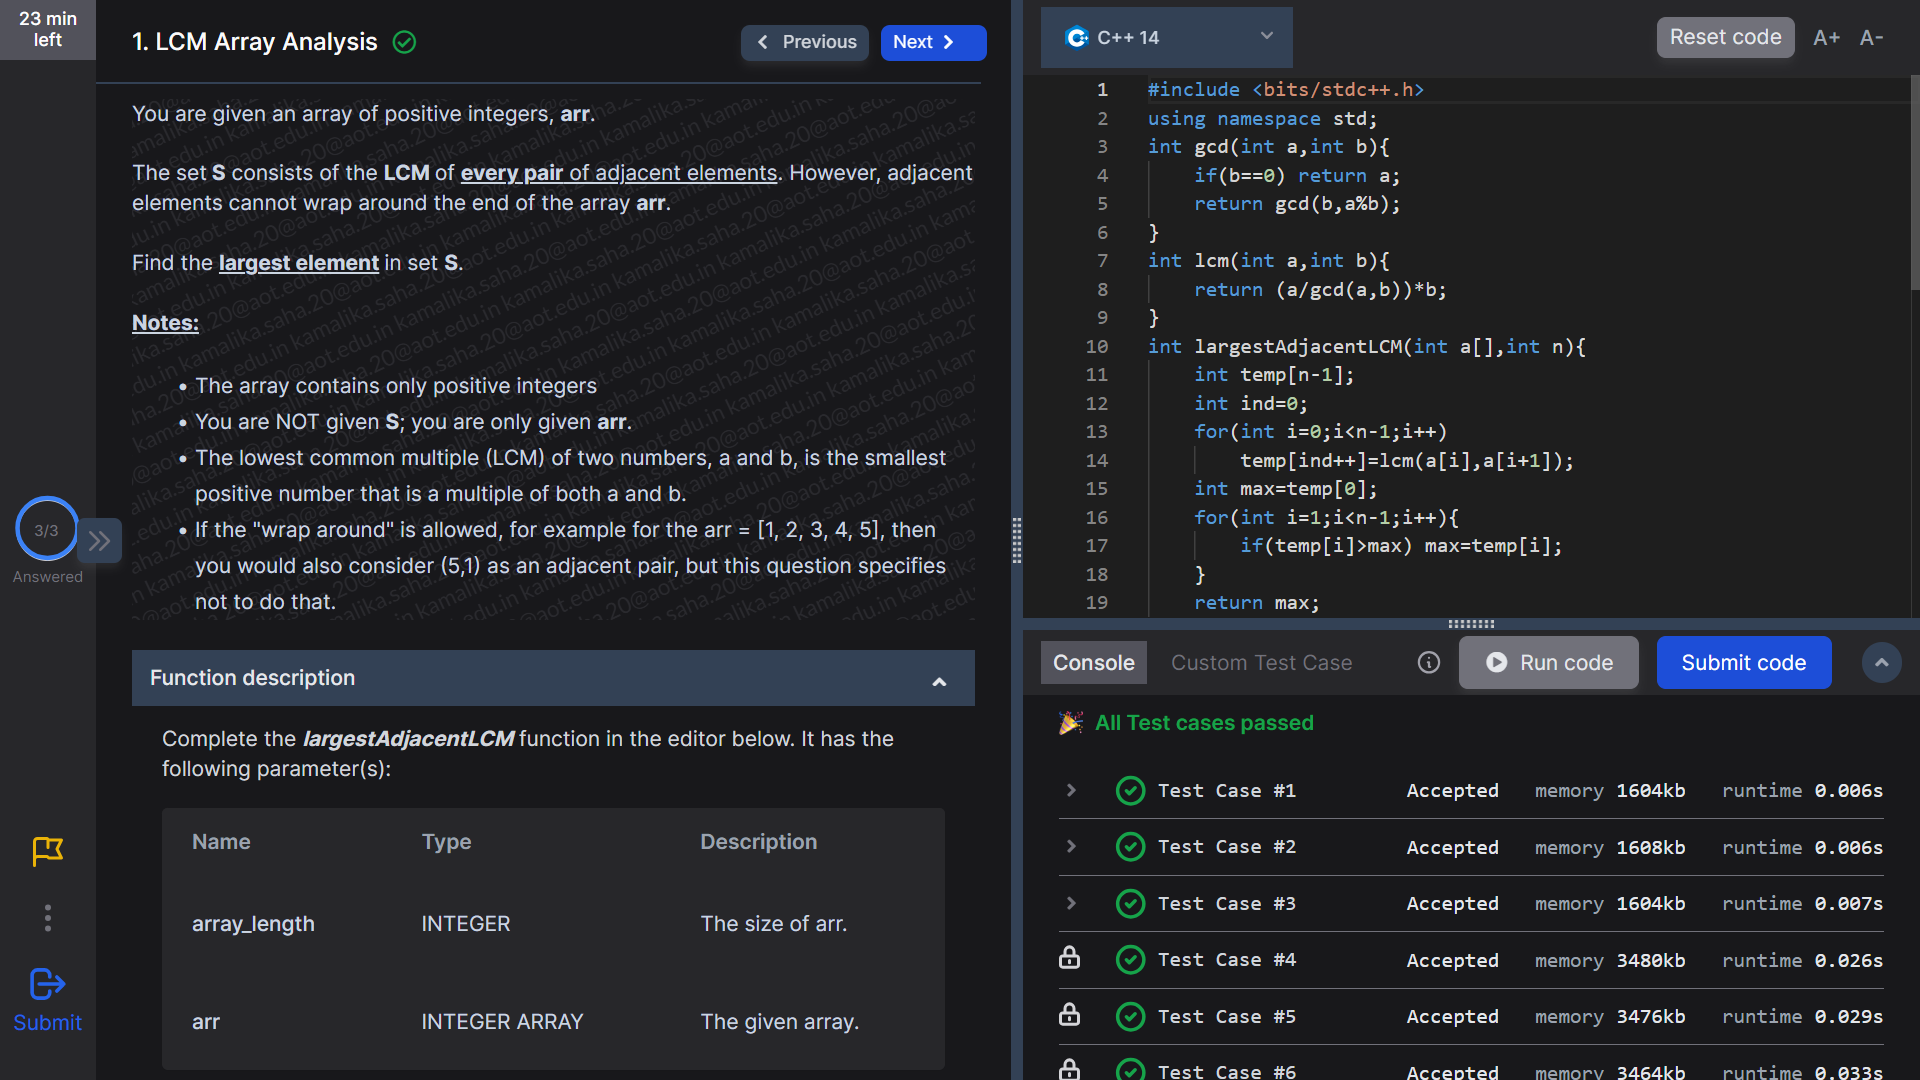 23 min
left
1. LCM Array Analysis
Previous
Next
You are given an array of positive integers, arr.
The set S consists of the LCM of every pair of adjacent elements. However, adjacent
elements cannot wrap around the end of the array arr.
Find the largest element in set S.
Notes:
• The array contains only positive integers
• You are NOT given S; you are only given arr.
• The lowest common multiple (LCM) of two numbers, a and b, is the smallest
positive number that is a multiple of both a and b.
• If the "wrap around" is allowed, for example for the arr = [1, 2, 3, 4, 5], then
you would also consider (5,1) as an adjacent pair, but this question specifies
not to do that.
3/3
Answered
Submit
Function description
Complete the largestAdjacentLCM function in the editor below. It has the
following parameter(s):
Name Type Description
array_length INTEGER The size of arr.
arr INTEGER ARRAY The given array.
C++ 14
Reset code
A+ A-
1 #include <bits/stdc++.h>
2 using namespace std;
3 int gcd(int a,int b){
4     if(b==0) return a;
5     return gcd(b,a%b);
6 }
7 int lcm(int a,int b){
8     return (a/gcd(a,b))*b;
9 }
10 int largestAdjacentLCM(int a[],int n){
11     int temp[n-1];
12     int ind=0;
13     for(int i=0;i<n-1;i++)
14         temp[ind++]=lcm(a[i],a[i+1]);
15     int max=temp[0];
16     for(int i=1;i<n-1;i++){
17         if(temp[i]>max) max=temp[i];
18     }
19     return max;
Console
Custom Test Case
Run code
Submit code
All Test cases passed
Test Case #1 Accepted memory 1604kb runtime 0.006s
Test Case #2 Accepted memory 1608kb runtime 0.006s
Test Case #3 Accepted memory 1604kb runtime 0.007s
Test Case #4 Accepted memory 3480kb runtime 0.026s
Test Case #5 Accepted memory 3476kb runtime 0.029s
Test Case #6 Accepted memory 3464kb runtime 0.033s